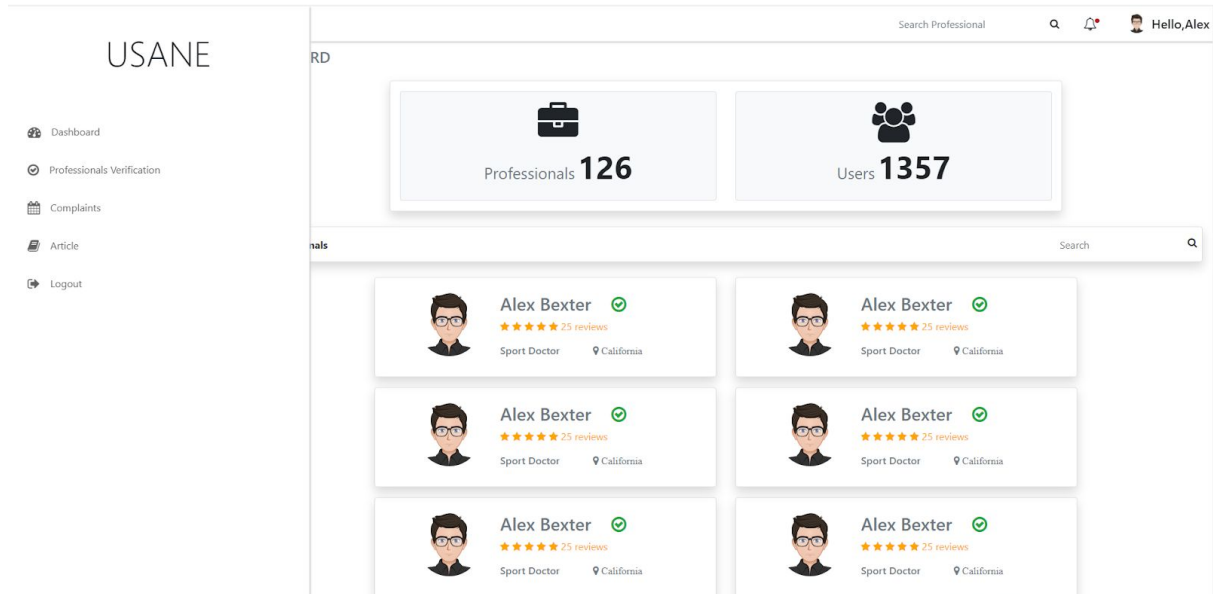 USANE
Dashboard
Professionals Verification
Complaints
Article
Logout
Search Professional
Hello,Alex
RD
Professionals 126
Users 1357
nals
Search
Alex Bexter
25 reviews
Sport Doctor California
Alex Bexter
25 reviews
Sport Doctor California
Alex Bexter
25 reviews
Sport Doctor California
Alex Bexter
25 reviews
Sport Doctor California
Alex Bexter
25 reviews
Sport Doctor California
Alex Bexter
25 reviews
Sport Doctor California